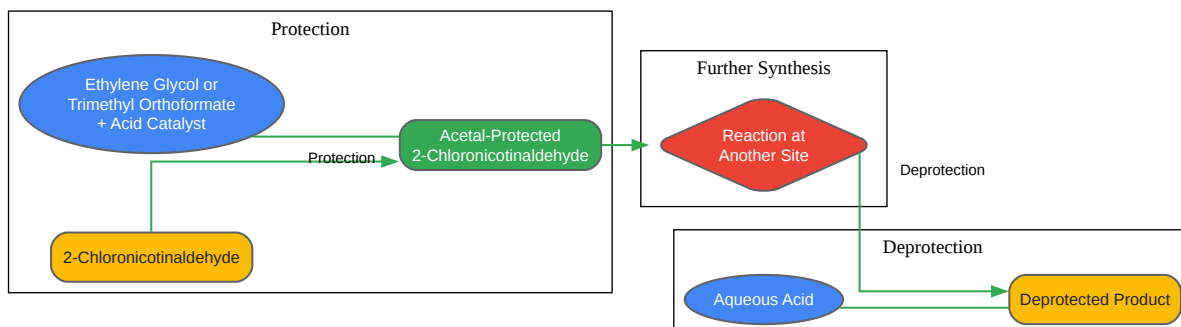 Protection
Ethylene Glycol or
Trimethyl Orthoformate
+ Acid Catalyst
Acetal-Protected
2-Chloronicotinaldehyde
Protection
2-Chloronicotinaldehyde
Further Synthesis
Reaction at
Another Site
Deprotection
Deprotection
Aqueous Acid
Deprotected Product